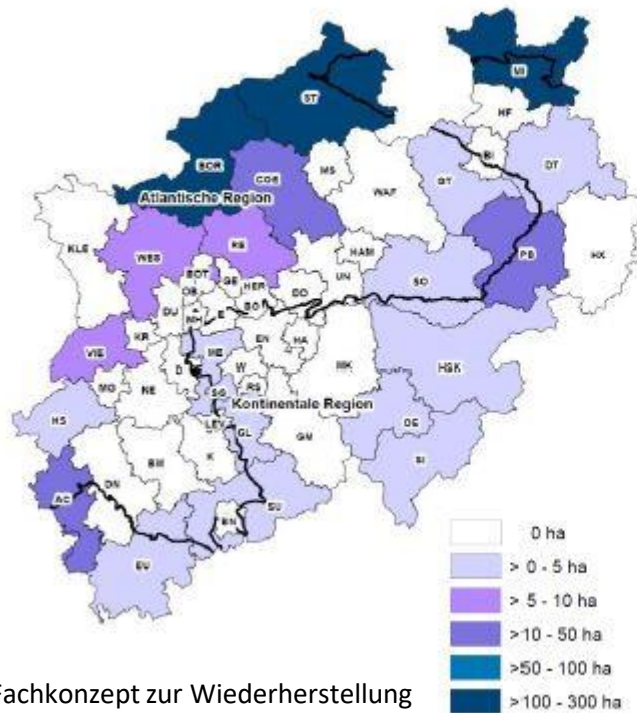 ST
MI
HF
BOR
COE
MS
WAF
GT
BI
DT
Atlantische Region
KLE
WES
RE
PB
HX
BOT
GE
HER
HAM
UN
SO
OB
BO
DO
DU
MH
E
VIE
KR
EN
HA
MK
HSK
ME
D
W
MG
NE
SG
RS
Kontinentale Region
OE
HS
LEV
GL
GM
SI
BM
K
DN
AC
BN
SU
EU
0 ha
> 0 - 5 ha
> 5 - 10 ha
>10 - 50 ha
>50 - 100 ha
>100 - 300 ha
Fachkonzept zur Wiederherstellung